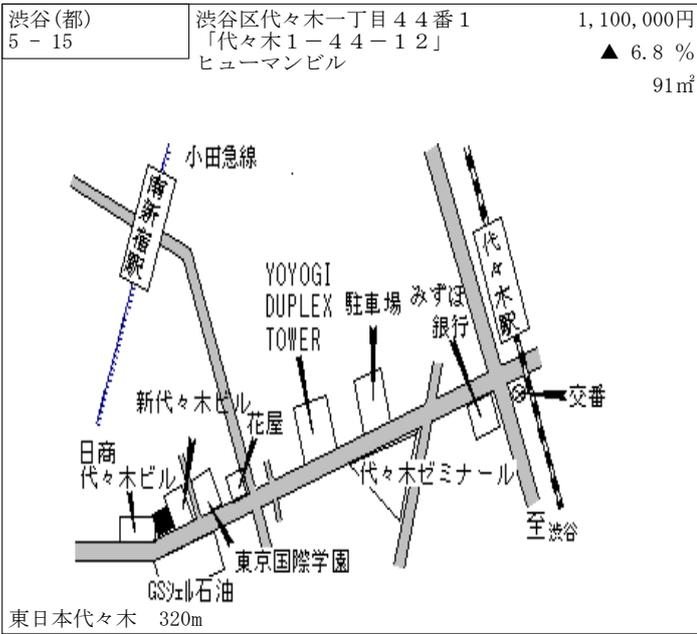 渋谷(都)
5 - 15
渋谷区代々木一丁目４４番１
「代々木１－４４－１２」
ヒューマンビル
1,100,000円
▲ 6.8 %
91㎡
小田急線
南新宿駅
代々木駅
YOYOGI
DUPLEX
TOWER
駐車場
みずほ
銀行
交番
新代々木ビル
花屋
日商
代々木ビル
代々木ゼミナール
至渋谷
東京国際学園
GSｼｪﾙ石油
東日本代々木　320m